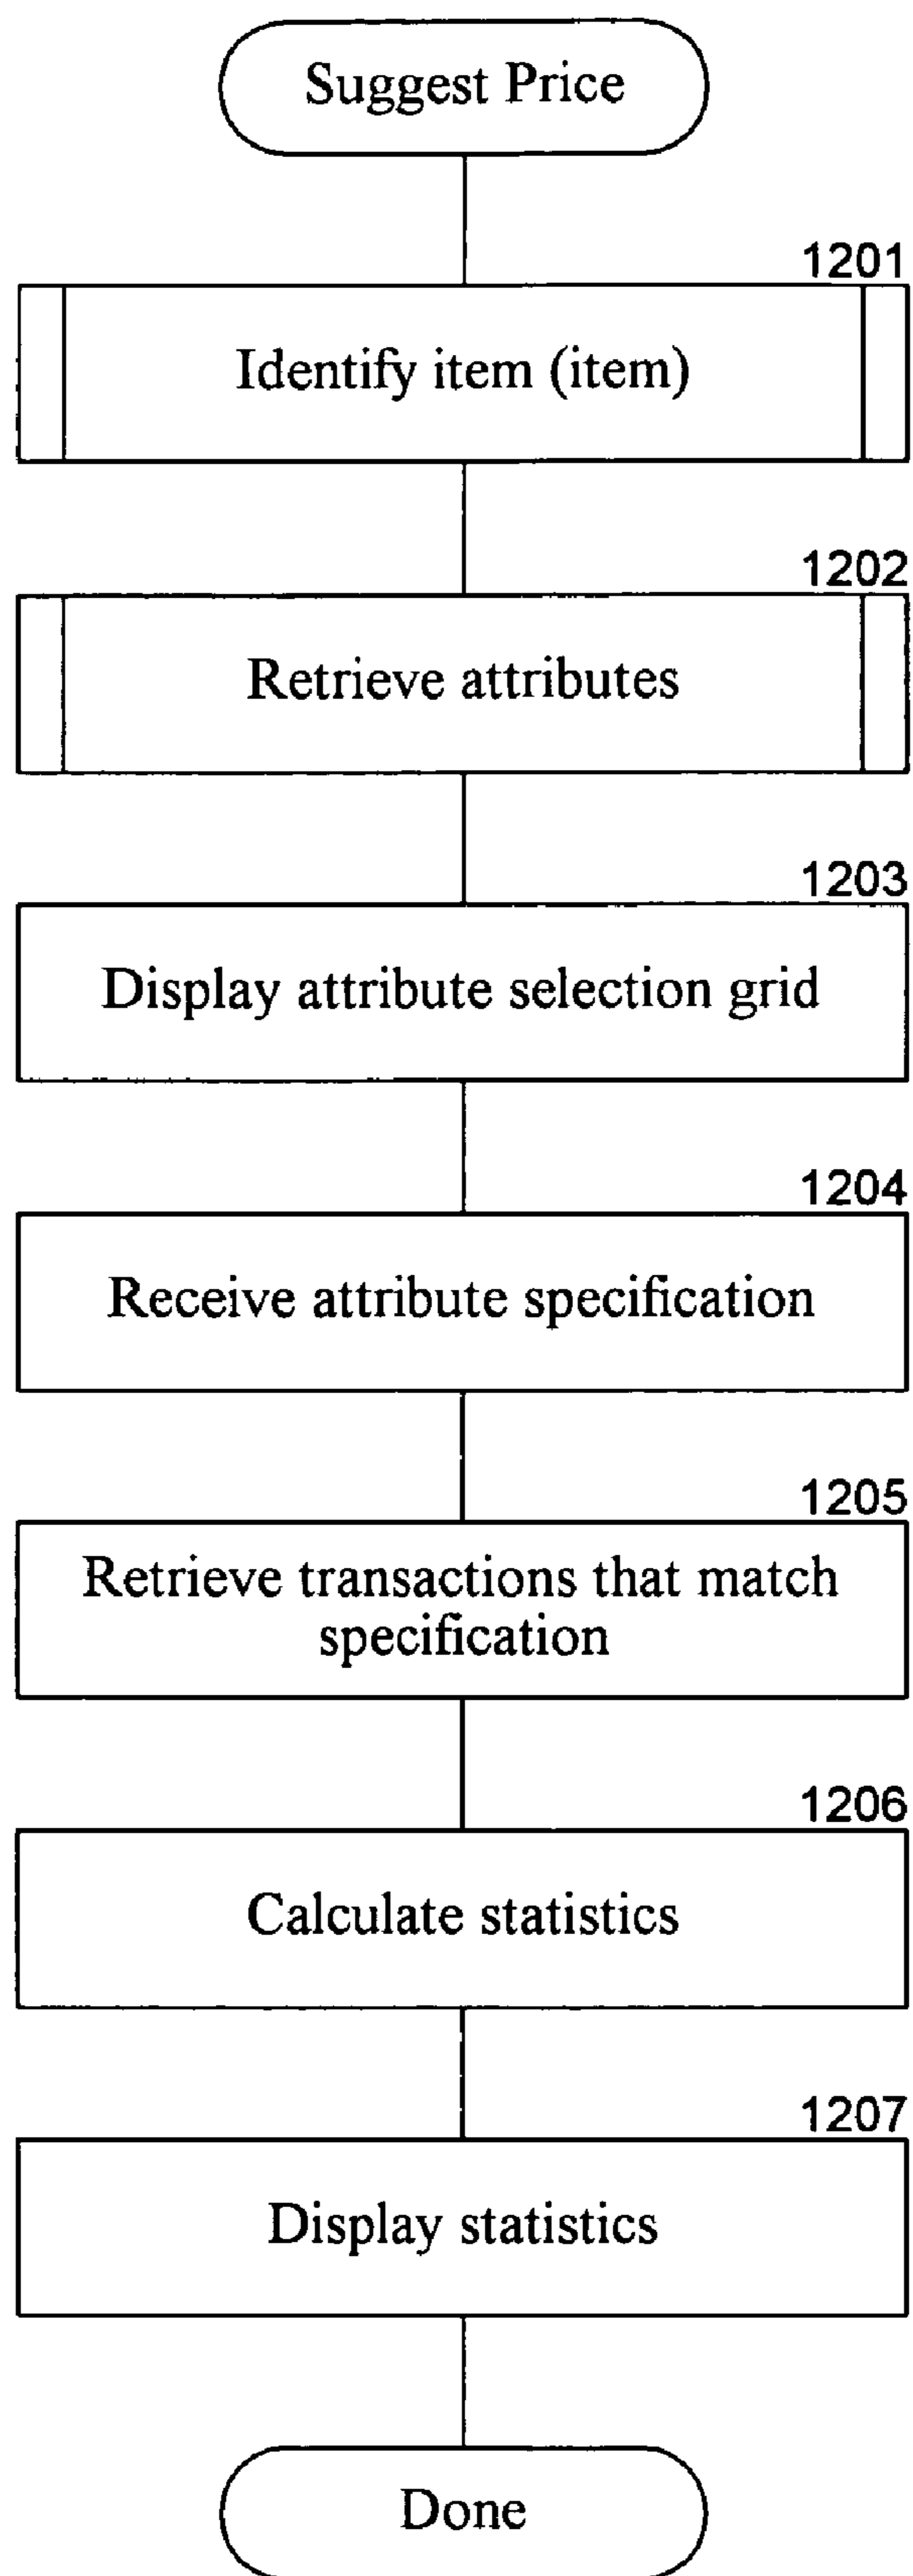 Suggest Price
1201
Identify item (item)
1202
Retrieve attributes
1203
Display attribute selection grid
1204
Receive attribute specification
1205
Retrieve transactions that match
specification
1206
Calculate statistics
1207
Display statistics
Done